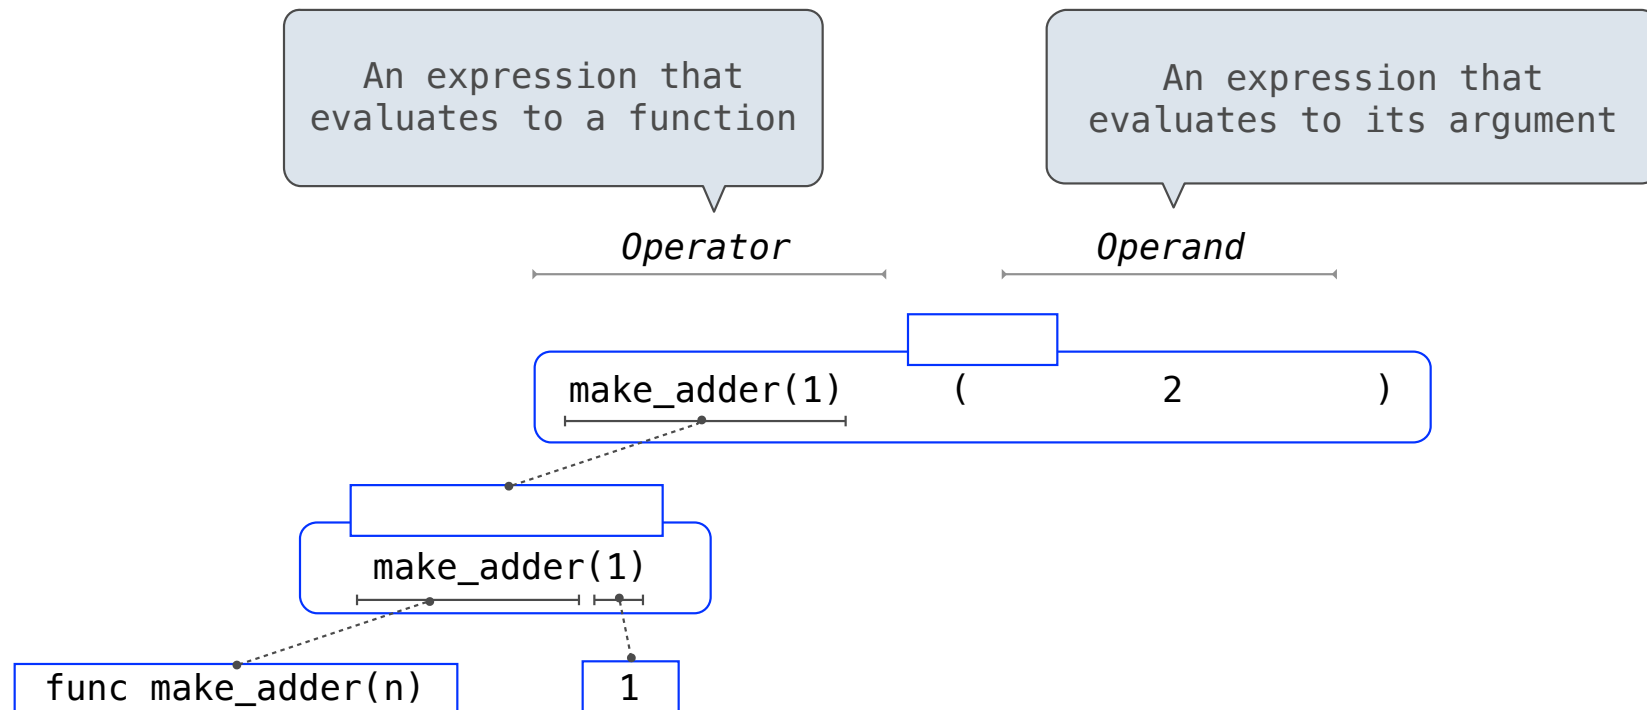 An expression that
evaluates to a function
An expression that
evaluates to its argument
Operator
Operand
make_adder(1) ( 2 )
make_adder(1)
func make_adder(n)
1